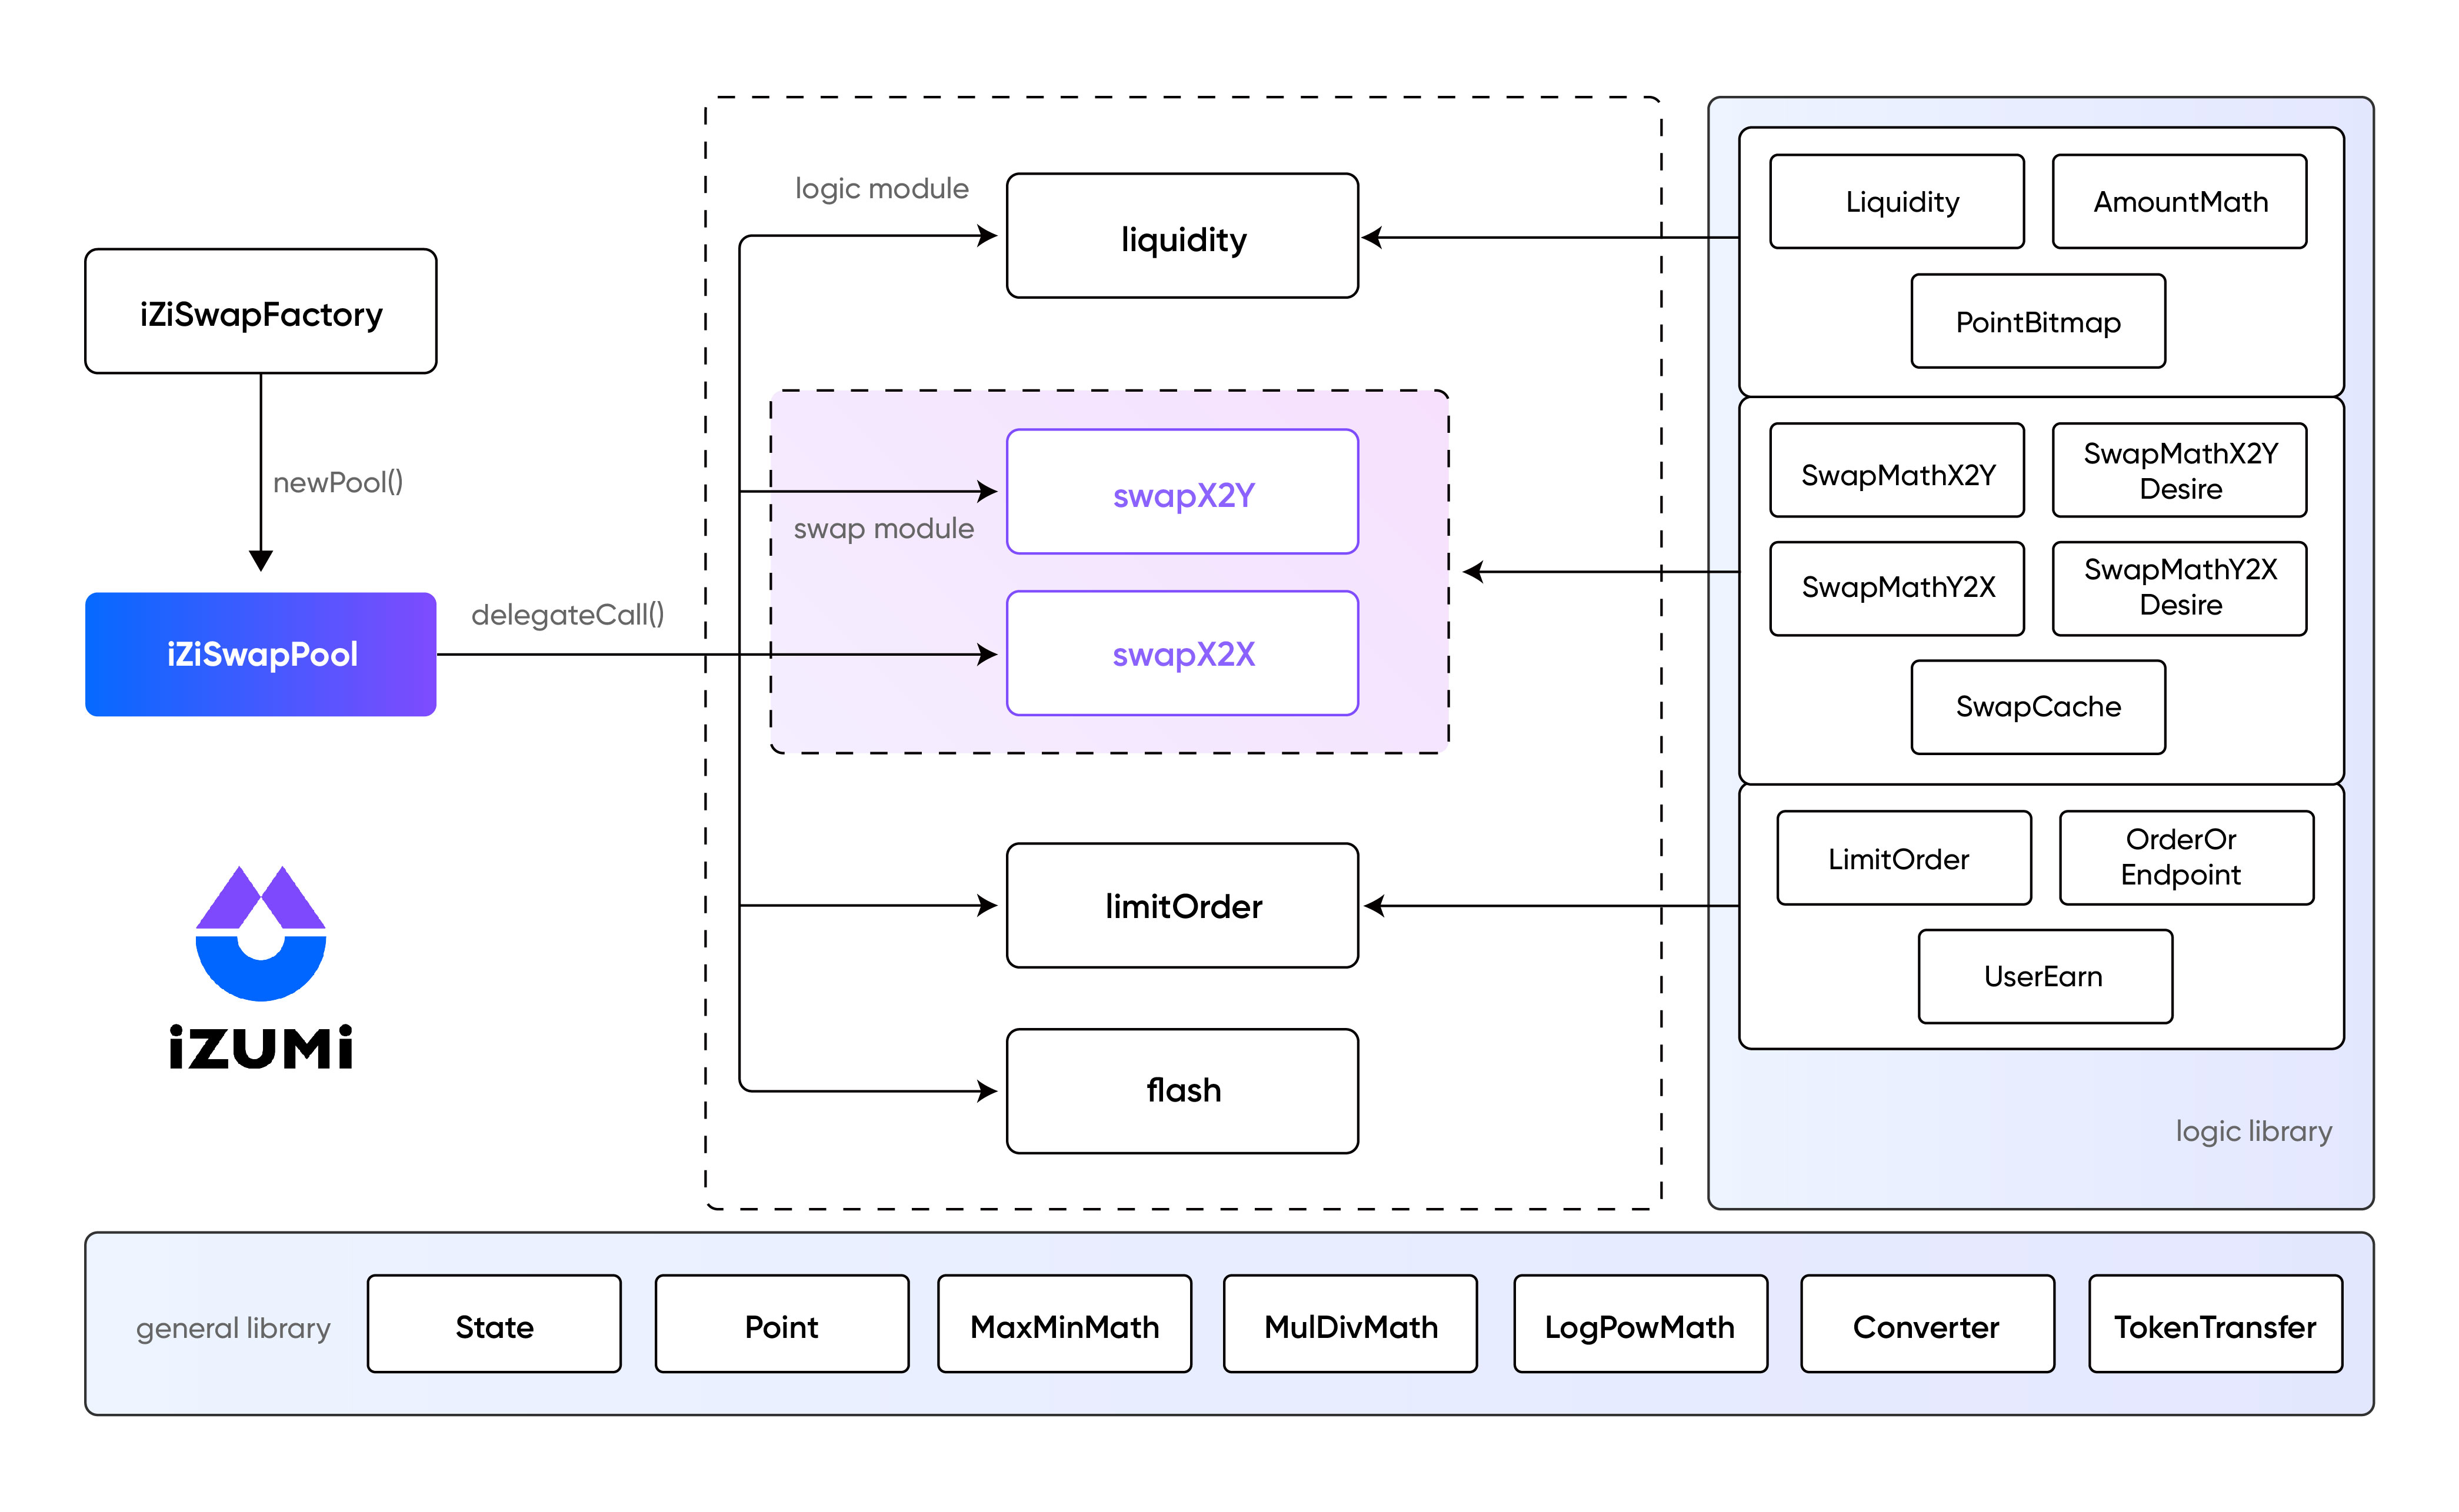 iZiSwapFactory
newPool()
iZiSwapPool
delegateCall()
iZUMi
logic module
liquidity
swapX2Y
swap module
swapX2X
limitOrder
flash
Liquidity
AmountMath
PointBitmap
SwapMathX2Y
SwapMathX2Y
Desire
SwapMathY2X
SwapMathY2X
Desire
SwapCache
LimitOrder
OrderOr
Endpoint
UserEarn
logic library
general library
State
Point
MaxMinMath
MulDivMath
LogPowMath
Converter
TokenTransfer